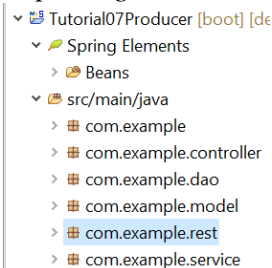 Tutorial07Producer [boot]
Spring Elements
Beans
src/main/java
com.example
com.example.controller
com.example.dao
com.example.model
com.example.rest
com.example.service